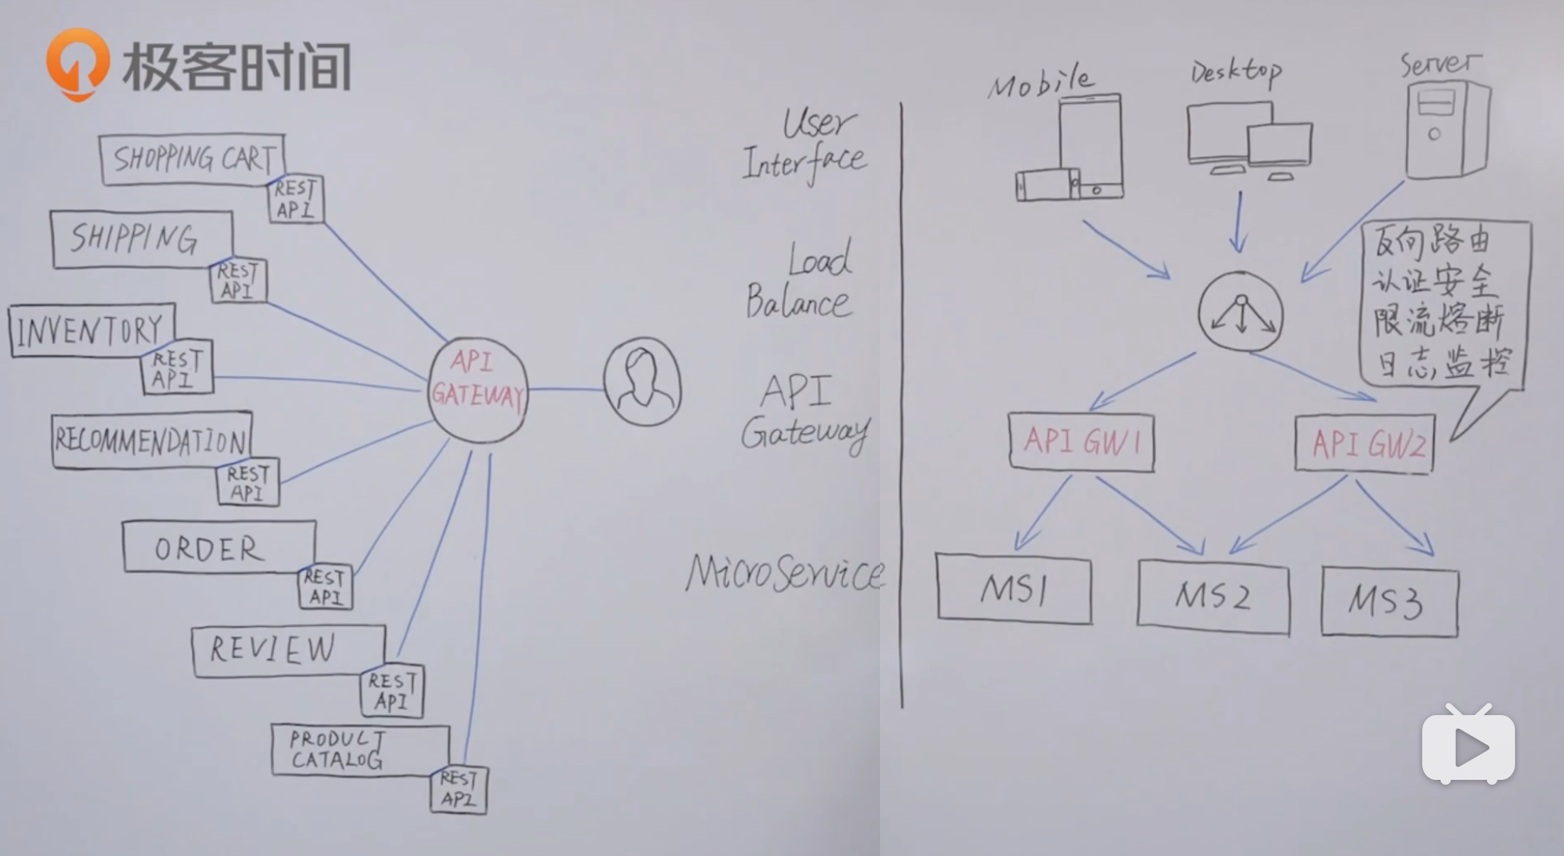 极客时间
SHOPPING CART
REST
API
SHIPPING
REST
API
INVENTORY
REST
API
RECOMMENDATION
REST
API
ORDER
REST
API
REVIEW
REST
API
PRODUCT
CATALOG
REST
API
API
GATEWAY
User
Interface
Load
Balance
API
Gateway
MicroService
Mobile
Desktop
Server
反向路由
认证安全
限流熔断
日志,监控
API GW1
API GW2
MS1
MS2
MS3